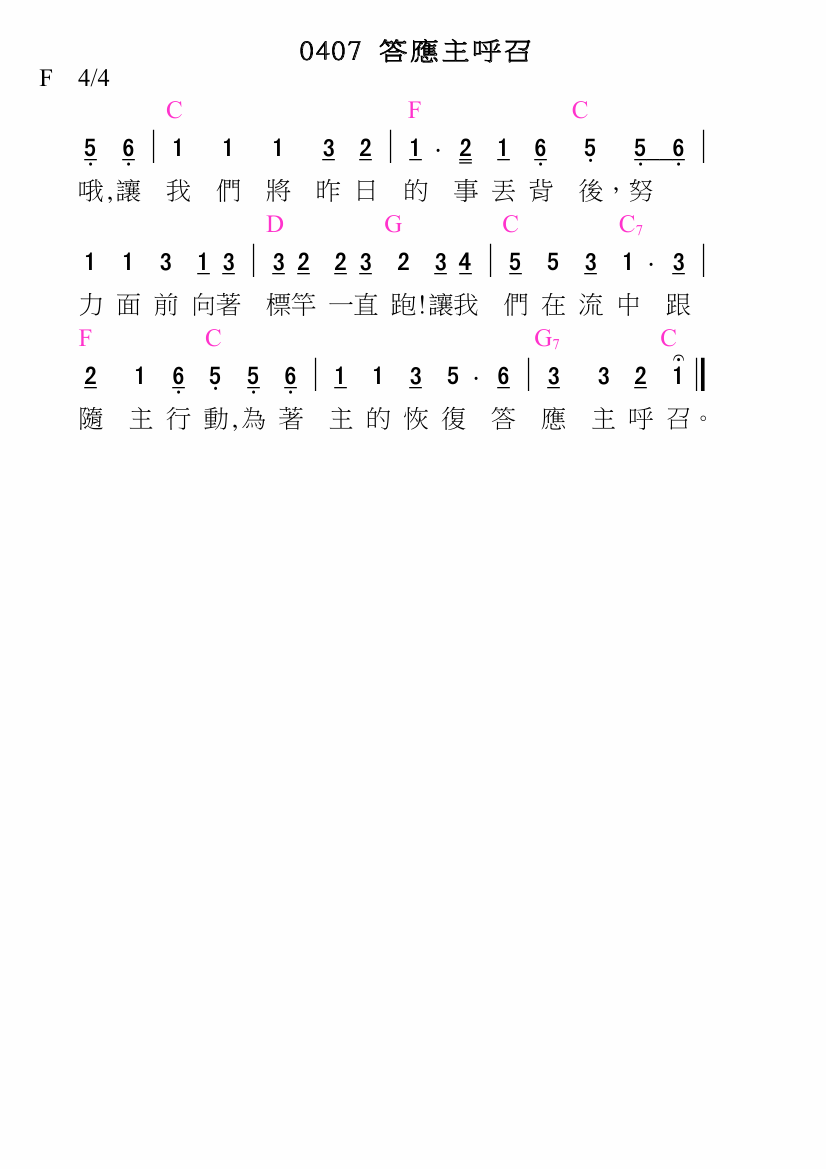 0407 答應主呼召
F 4/4
C F C
5 6 | 1 1 1 3 2 | 1 · 2 1 6 5 5 6 |
哦,讓 我 們 將 昨 日 的 事 丟 背 後，努
D G C C7
1 1 3 1 3 | 3 2 2 3 2 3 4 | 5 5 3 1 · 3 |
力 面 前 向著 標竿 一直 跑!讓我 們 在 流 中 跟
F C G7 C
2 1 6 5 5 6 | 1 1 3 5 · 6 | 3 3 2 1 ‖
隨 主 行 動,為 著 主 的 恢 復 答 應 主 呼 召。